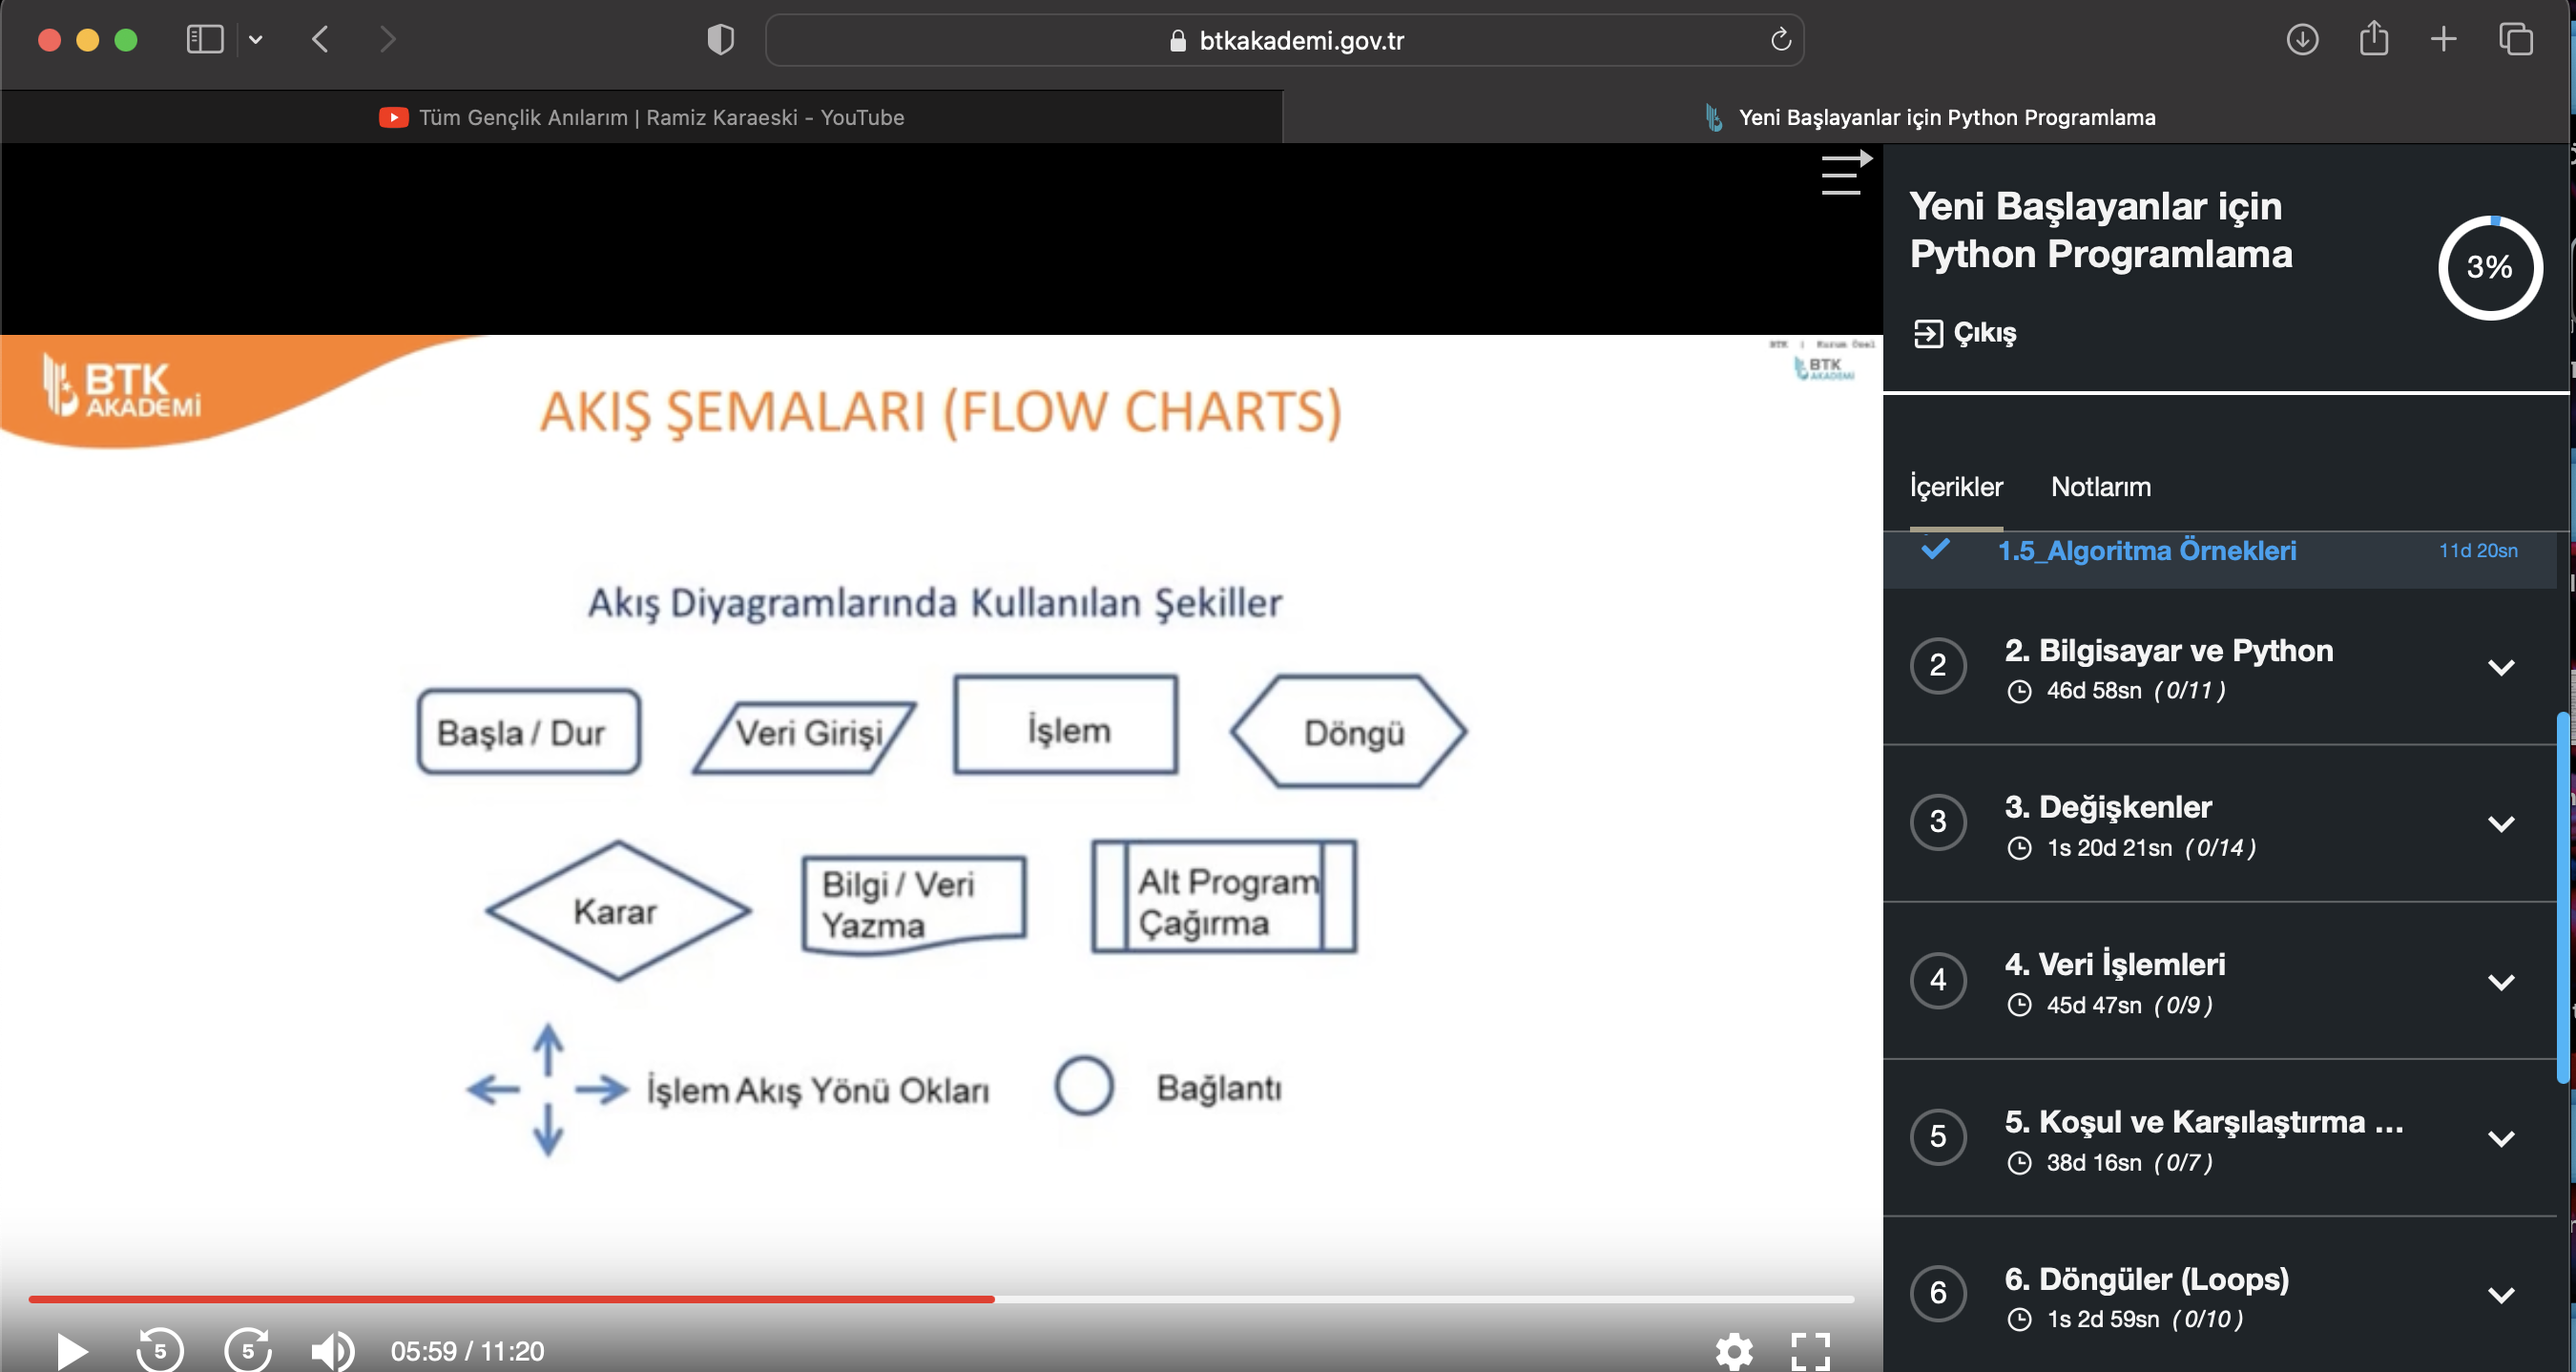 btkakademi.gov.tr
Tüm Gençlik Anılarım | Ramiz Karaeski - YouTube
Yeni Başlayanlar için Python Programlama
BTK AKADEMİ
AKIŞ ŞEMALARI (FLOW CHARTS)
BTK | Kurum Özel
BTK AKADEMİ
Akış Diyagramlarında Kullanılan Şekiller
Başla / Dur
Veri Girişi
İşlem
Döngü
Karar
Bilgi / Veri
Yazma
Alt Program
Çağırma
İşlem Akış Yönü Okları
Bağlantı
5
5
05:59 / 11:20
Yeni Başlayanlar için
Python Programlama
3%
Çıkış
İçerikler
Notlarım
1.5_Algoritma Örnekleri
11d 20sn
2
2. Bilgisayar ve Python
46d 58sn ( 0/11 )
3
3. Değişkenler
1s 20d 21sn ( 0/14 )
4
4. Veri İşlemleri
45d 47sn ( 0/9 )
5
5. Koşul ve Karşılaştırma ...
38d 16sn ( 0/7 )
6
6. Döngüler (Loops)
1s 2d 59sn ( 0/10 )